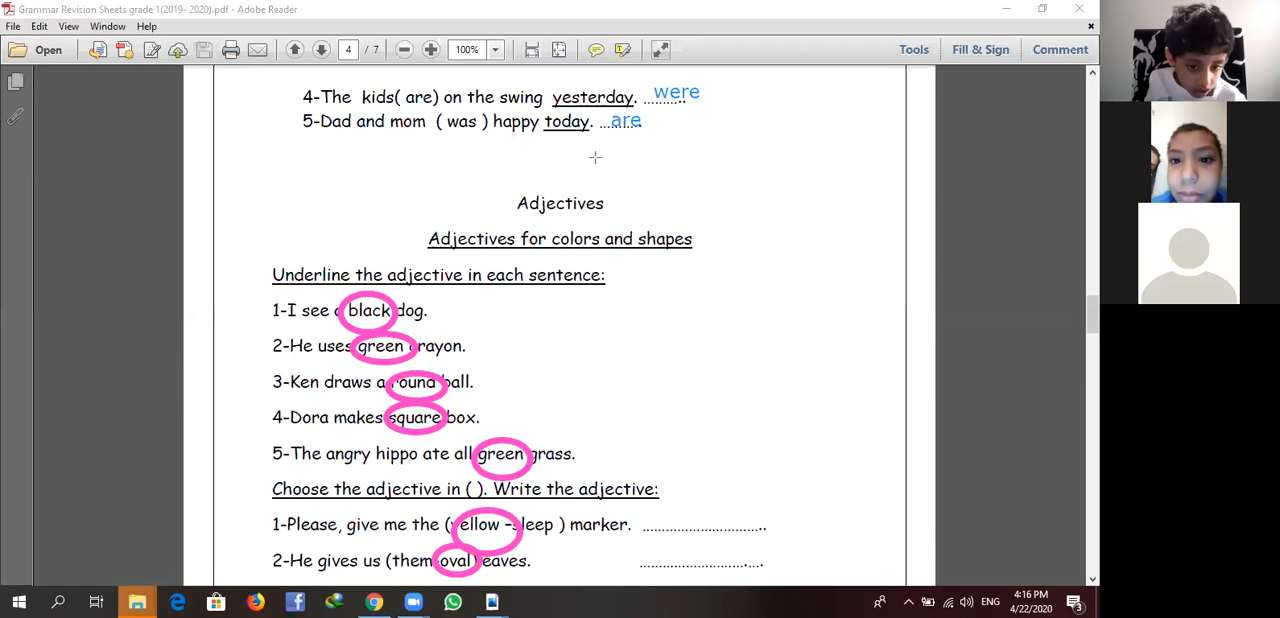 Grammar Revision Sheets grade 1(2019- 2020).pdf - Adobe Reader
File Edit View Window Help
Open 4 / 7 100% Tools Fill & Sign Comment
4-The kids( are) on the swing yesterday. .......... were
5-Dad and mom ( was ) happy today. .......... are
Adjectives
Adjectives for colors and shapes
Underline the adjective in each sentence:
1-I see a black dog.
2-He uses green crayon.
3-Ken draws a round ball.
4-Dora makes square box.
5-The angry hippo ate all green grass.
Choose the adjective in ( ). Write the adjective:
1-Please, give me the (yellow –sleep ) marker. ..............................
2-He gives us (them-oval) leaves. ..............................
ENG
4:16 PM
4/22/2020
3